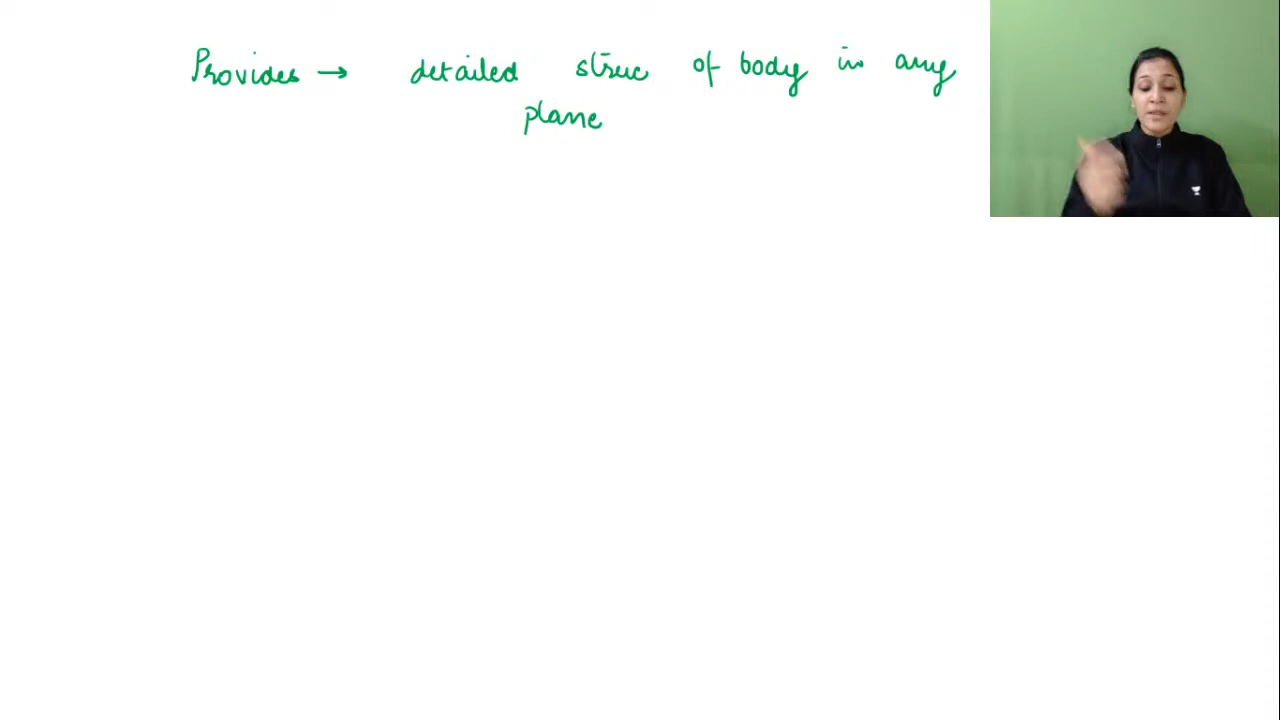 Provides → detailed struc of body in any
plane